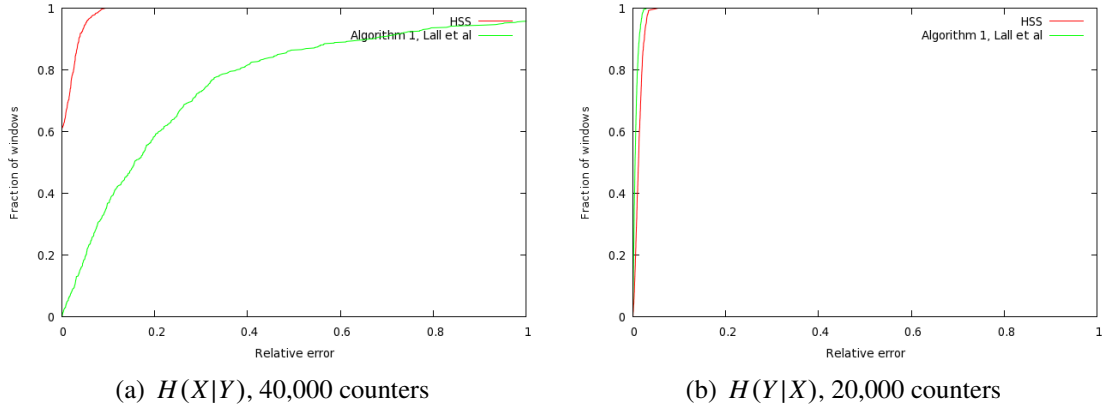 1
0.8
0.6
0.4
0.2
0
0
0.2
0.4
0.6
0.8
1
Fraction of windows
Relative error
HSS
Algorithm 1, Lall et al
(a) H(X|Y), 40,000 counters
1
0.8
0.6
0.4
0.2
0
0
0.2
0.4
0.6
0.8
1
Fraction of windows
Relative error
HSS
Algorithm 1, Lall et al
(b) H(Y|X), 20,000 counters